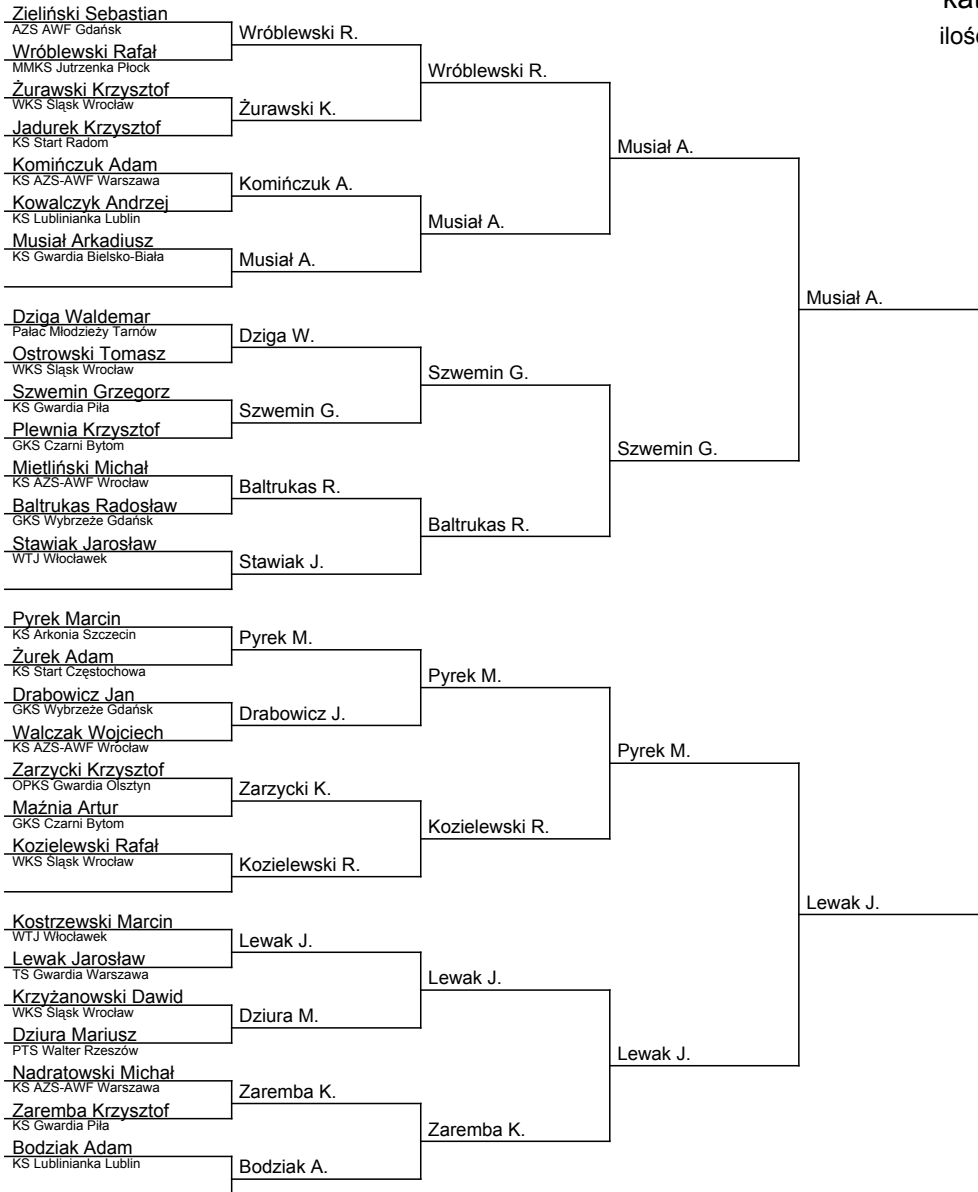 kat
ilość
Zieliński Sebastian
AZS AWF Gdańsk
Wróblewski Rafał
MMKS Jutrzenka Płock
Żurawski Krzysztof
WKS Śląsk Wrocław
Jadurek Krzysztof
KS Start Radom
Komińczuk Adam
KS AZS-AWF Warszawa
Kowalczyk Andrzej
KS Lublinianka Lublin
Musiał Arkadiusz
KS Gwardia Bielsko-Biała
Dziga Waldemar
Pałac Młodzieży Tarnów
Ostrowski Tomasz
WKS Śląsk Wrocław
Szwemin Grzegorz
KS Gwardia Piła
Plewnia Krzysztof
GKS Czarni Bytom
Mietliński Michał
KS AZS-AWF Wrocław
Baltrukas Radosław
GKS Wybrzeże Gdańsk
Stawiak Jarosław
WTJ Włocławek
Pyrek Marcin
KS Arkonia Szczecin
Żurek Adam
KS Start Częstochowa
Drabowicz Jan
GKS Wybrzeże Gdańsk
Walczak Wojciech
KS AZS-AWF Wrocław
Zarzycki Krzysztof
OPKS Gwardia Olsztyn
Maźnia Artur
GKS Czarni Bytom
Kozielewski Rafał
WKS Śląsk Wrocław
Kostrzewski Marcin
WTJ Włocławek
Lewak Jarosław
TS Gwardia Warszawa
Krzyżanowski Dawid
WKS Śląsk Wrocław
Dziura Mariusz
PTS Walter Rzeszów
Nadratowski Michał
KS AZS-AWF Warszawa
Zaremba Krzysztof
KS Gwardia Piła
Bodziak Adam
KS Lublinianka Lublin
Wróblewski R.
Żurawski K.
Komińczuk A.
Musiał A.
Dziga W.
Szwemin G.
Baltrukas R.
Stawiak J.
Pyrek M.
Drabowicz J.
Zarzycki K.
Kozielewski R.
Lewak J.
Dziura M.
Zaremba K.
Bodziak A.
Wróblewski R.
Musiał A.
Szwemin G.
Baltrukas R.
Pyrek M.
Kozielewski R.
Lewak J.
Zaremba K.
Musiał A.
Szwemin G.
Pyrek M.
Lewak J.
Musiał A.
Lewak J.